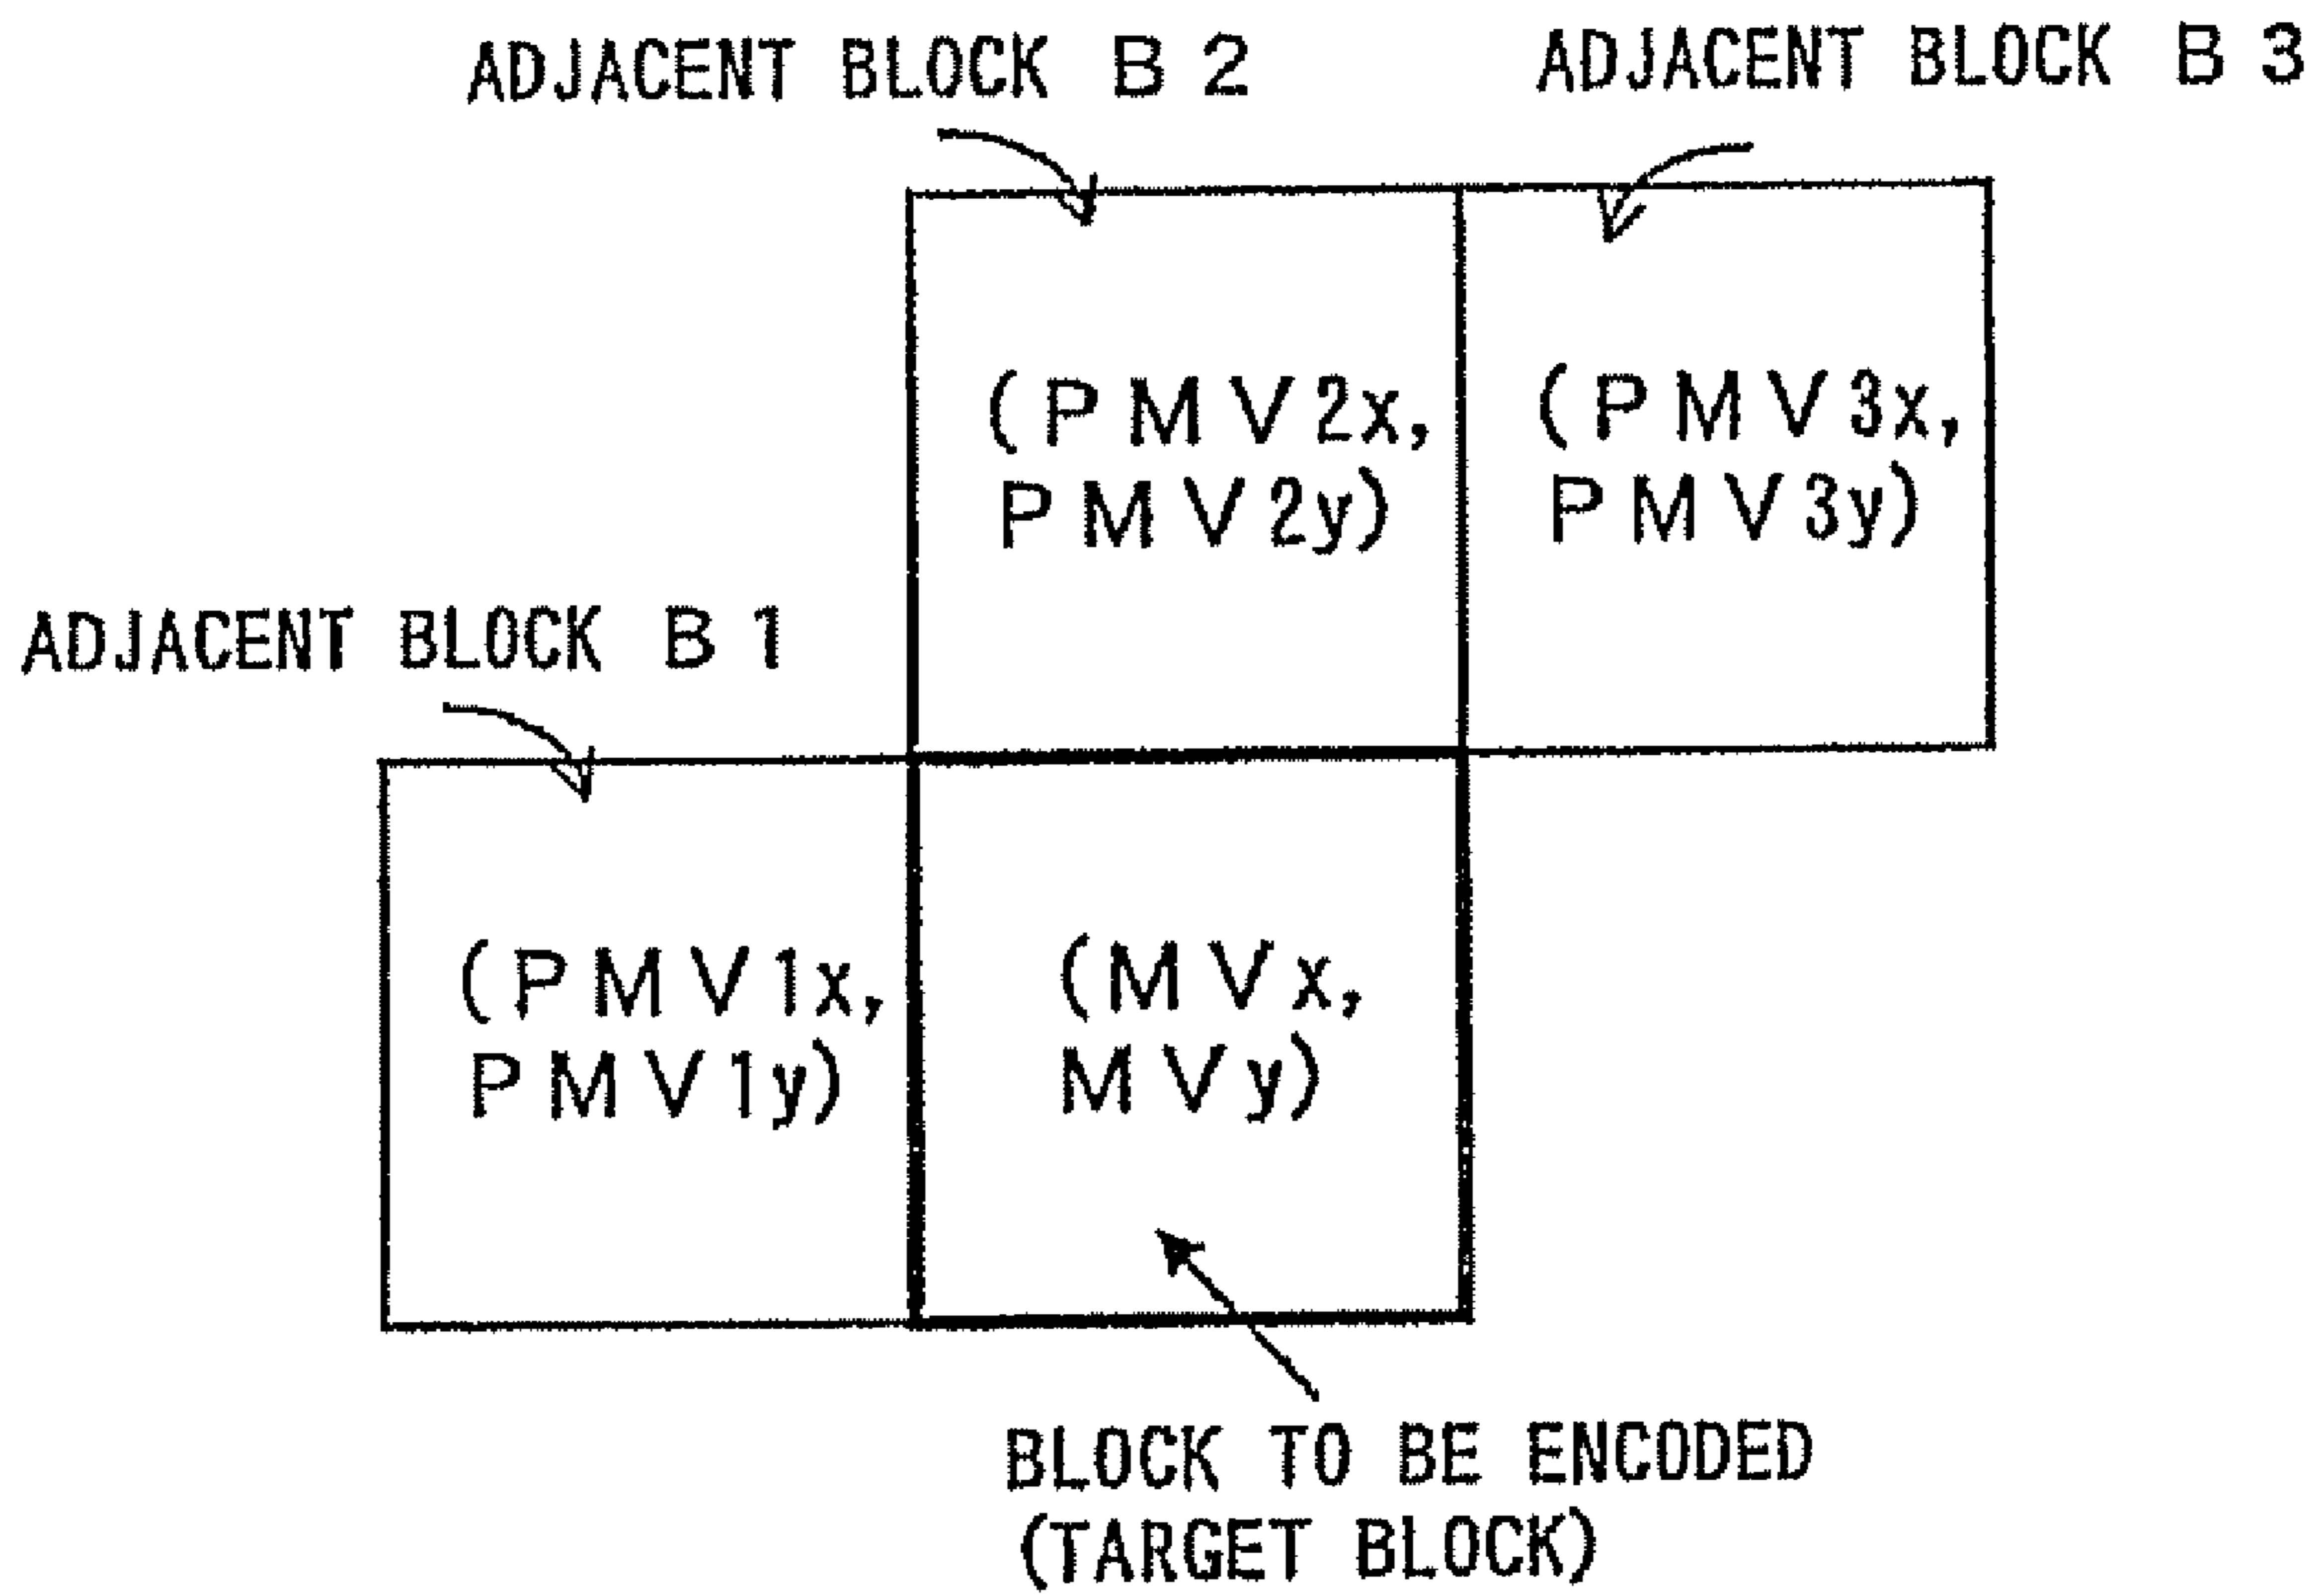 ADJACENT BLOCK B 2
ADJACENT BLOCK B 3
(PMV2x,
PMV2y)
(PMV3x,
PMV3y)
ADJACENT BLOCK B 1
(PMV1x,
PMV1y)
(MVx,
MVy)
BLOCK TO BE ENCODED
(TARGET BLOCK)